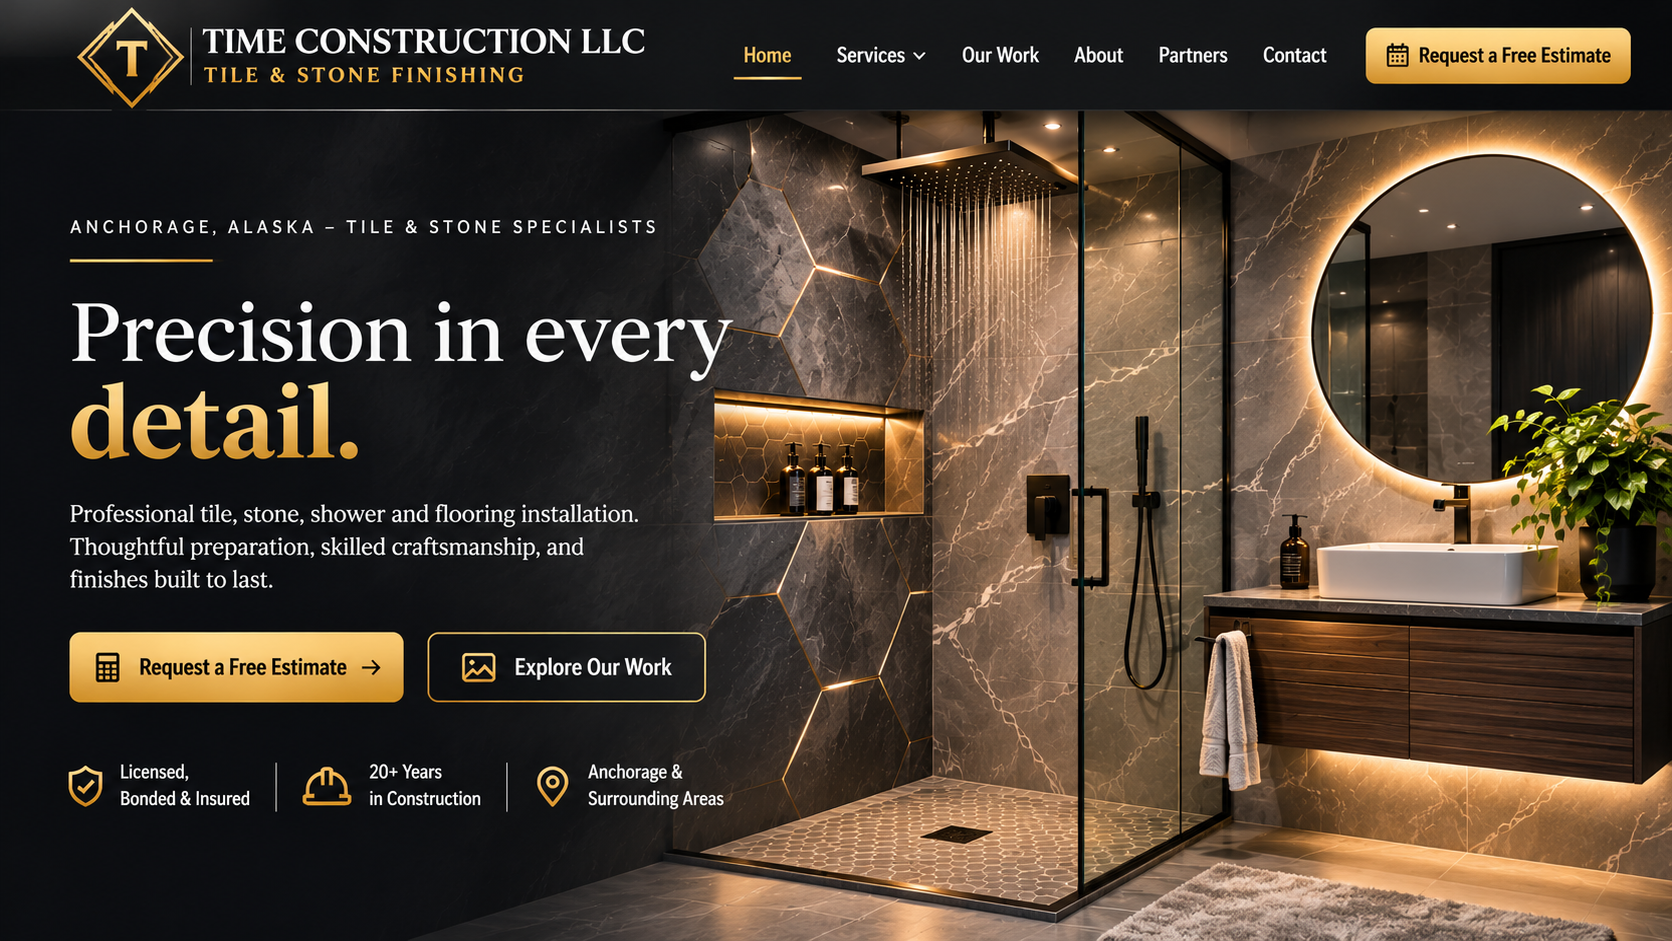 T
TIME CONSTRUCTION LLC
TILE & STONE FINISHING
Home
Services
Our Work
About
Partners
Contact
Request a Free Estimate
ANCHORAGE, ALASKA – TILE & STONE SPECIALISTS
Precision in every
detail.
Professional tile, stone, shower and flooring installation.
Thoughtful preparation, skilled craftsmanship, and
finishes built to last.
Request a Free Estimate →
Explore Our Work
Licensed,
Bonded & Insured
20+ Years
in Construction
Anchorage &
Surrounding Areas